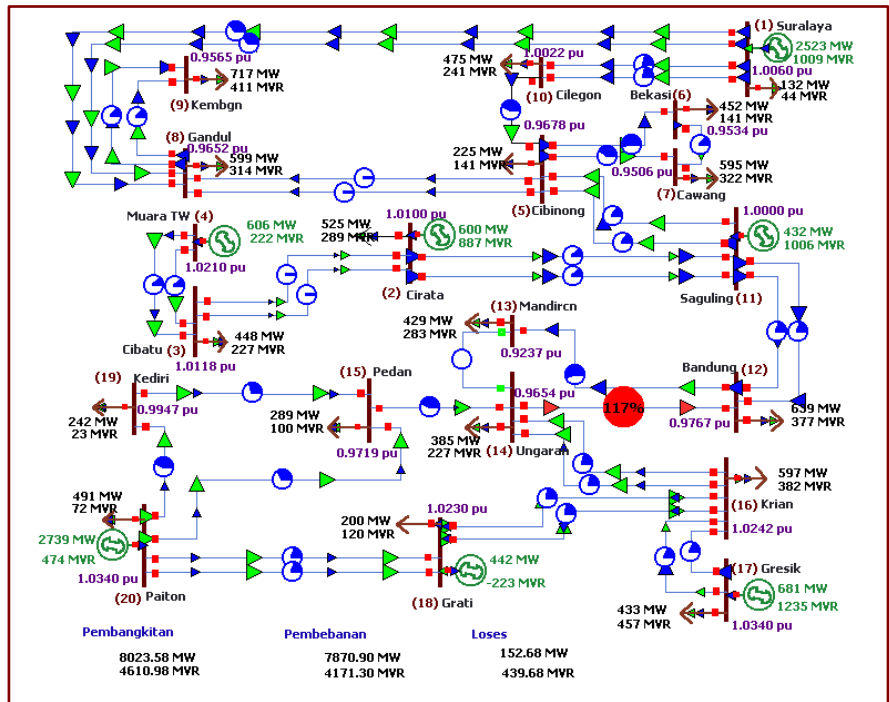 (1) Suralaya
2523 MW
1009 MVR
1.0060 pu
132 MW
44 MVR
0.9565 pu
717 MW
411 MVR
(9) Kembgn
475 MW
241 MVR
1.0022 pu
(10) Cilegon
Bekasi (6)
452 MW
141 MVR
0.9534 pu
(8) Gandul
0.9652 pu
599 MW
314 MVR
0.9678 pu
225 MW
141 MVR
(5) Cibinong
0.9506 pu
595 MW
322 MVR
(7) Cawang
Muara TW (4)
606 MW
222 MVR
1.0210 pu
525 MW
289 MVR
1.0100 pu
600 MW
887 MVR
(2) Cirata
1.0000 pu
432 MW
1006 MVR
Saguling (11)
Cibatu (3)
448 MW
227 MVR
1.0118 pu
(13) Mandircn
429 MW
283 MVR
0.9237 pu
Bandung (12)
0.9767 pu
639 MW
377 MVR
117%
(19) Kediri
0.9947 pu
242 MW
23 MVR
(15) Pedan
289 MW
100 MVR
0.9719 pu
0.9654 pu
385 MW
227 MVR
(14) Ungaran
597 MW
382 MVR
(16) Krian
1.0242 pu
491 MW
72 MVR
2739 MW
474 MVR
1.0340 pu
(20) Paiton
1.0230 pu
200 MW
120 MVR
442 MW
-223 MVR
(18) Grati
(17) Gresik
681 MW
1235 MVR
433 MW
457 MVR
1.0340 pu
Pembangkitan Pembebanan Loses
8023.58 MW 7870.90 MW 152.68 MW
4610.98 MVR 4171.30 MVR 439.68 MVR